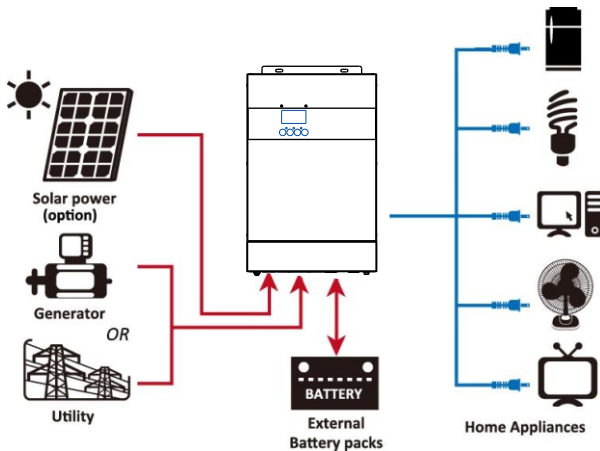 Solar power
(option)
Generator
OR
Utility
BATTERY
External
Battery packs
Home Appliances